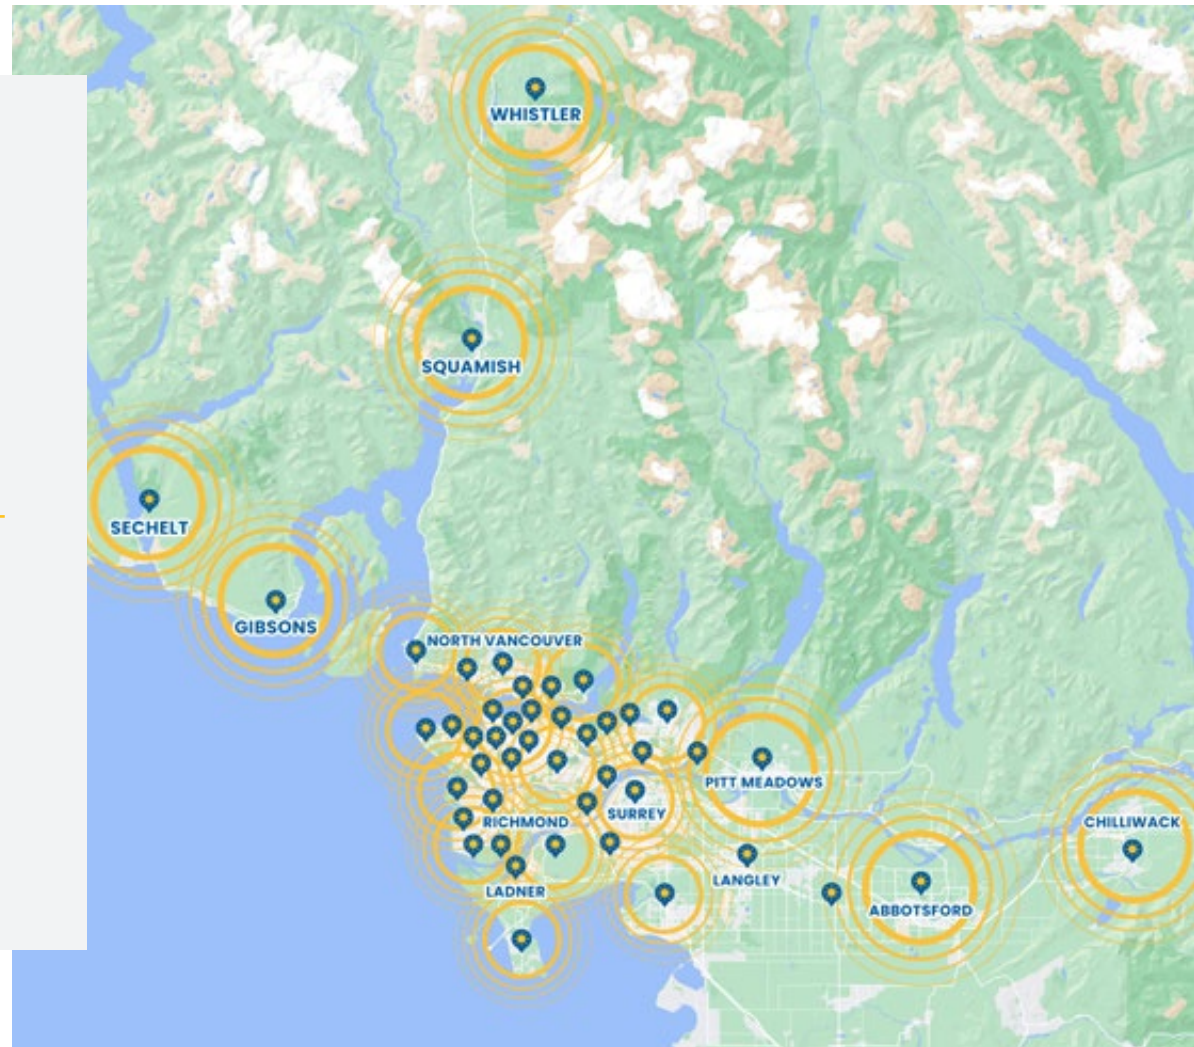 WHISTLER
SQUAMISH
SECHELT
GIBSONS
NORTH VANCOUVER
PITT MEADOWS
SURREY
RICHMOND
CHILLIWACK
LANGLEY
LADNER
ABBOTSFORD